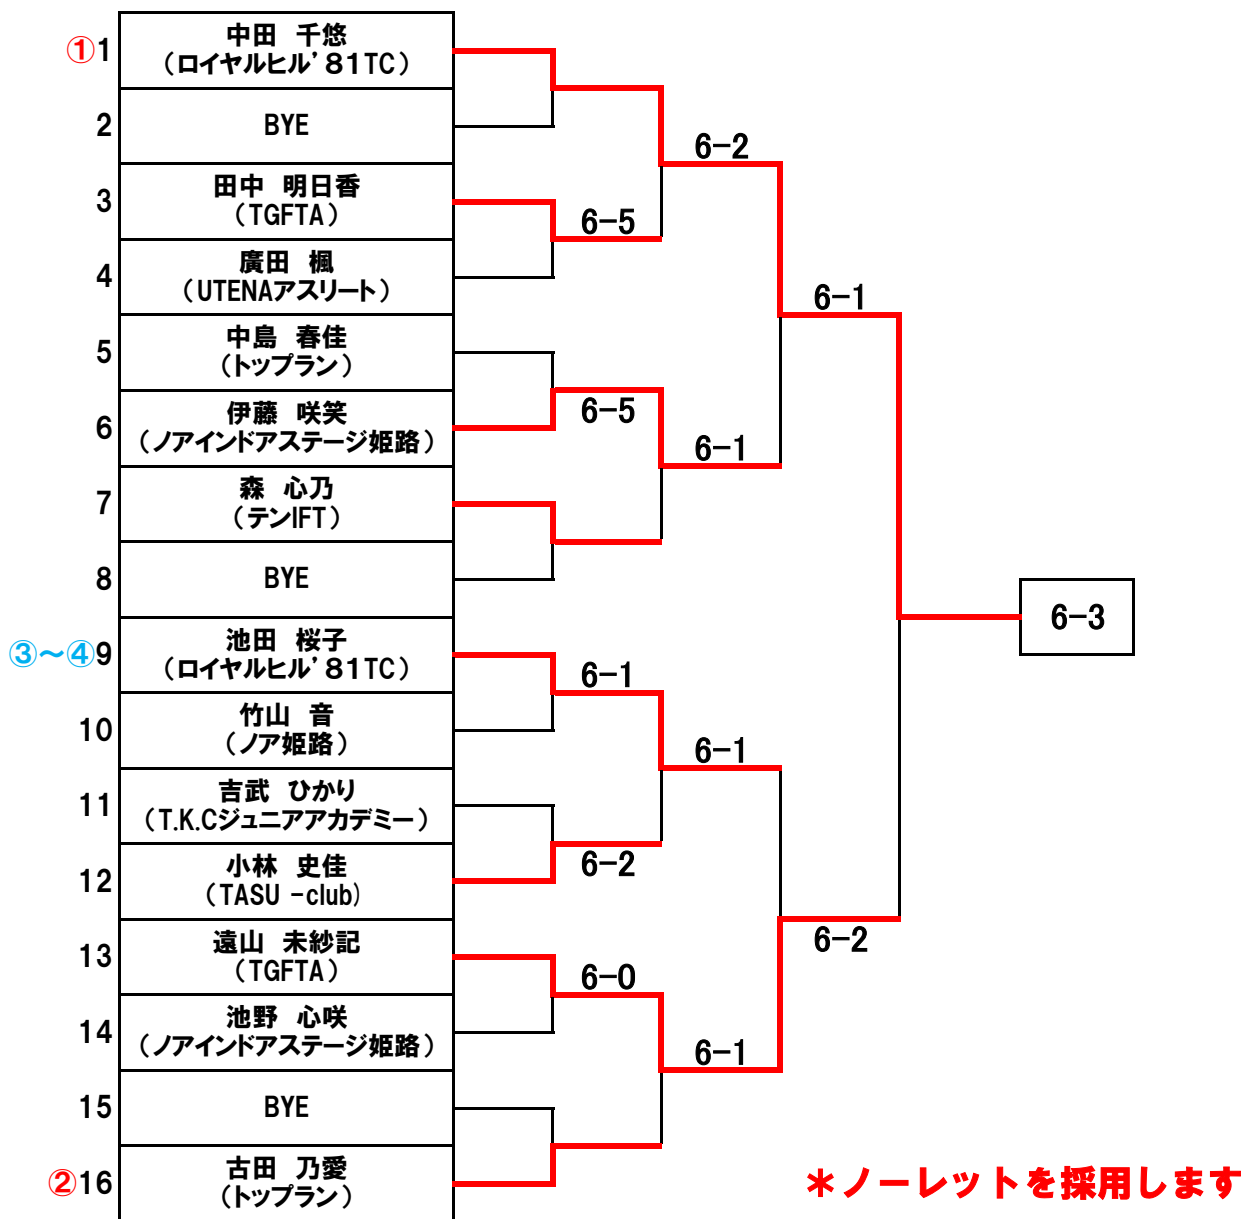 ①1
中田　千悠
（ロイヤルヒル’81TC）
2
BYE
3
田中　明日香
（TGFTA）
4
廣田　楓
（UTENAアスリート）
5
中島　春佳
（トップラン）
6
伊藤　咲笑
（ノアインドアステージ姫路）
7
森　心乃
（テンIFT）
8
BYE
③～④9
池田　桜子
（ロイヤルヒル’81TC）
10
竹山　音
（ノア姫路）
11
吉武　ひかり
（T.K.Cジュニアアカデミー）
12
小林　史佳
（TASU －club)
13
遠山　未紗記
（TGFTA）
14
池野　心咲
（ノアインドアステージ姫路）
15
BYE
②16
古田　乃愛
（トップラン）
6-5
6-5
6-1
6-2
6-0
6-2
6-1
6-1
6-1
6-1
6-2
6-3
＊ノーレットを採用します